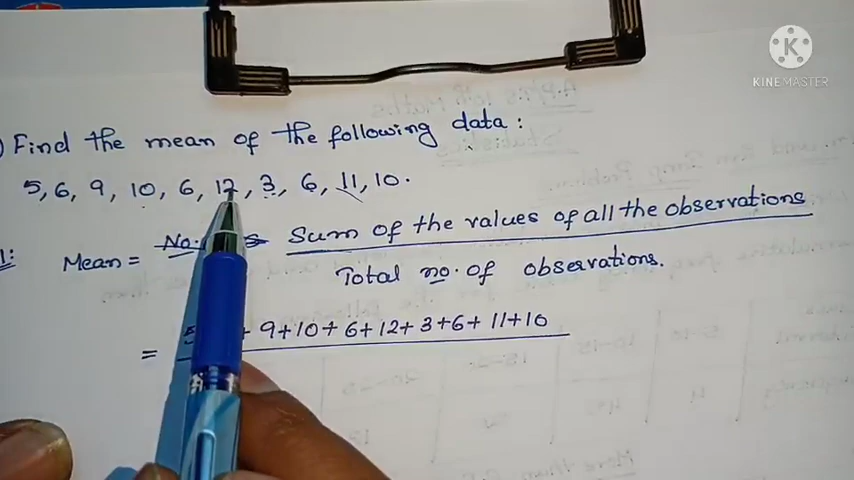 ) Find the mean of the following data :
5, 6, 9, 10, 6, 12, 3, 6, 11, 10.
Mean = Sum of the values of all the observations
Total no. of observations.
= + 9+10+ 6+12+ 3+6+ 11+10
KINEMASTER